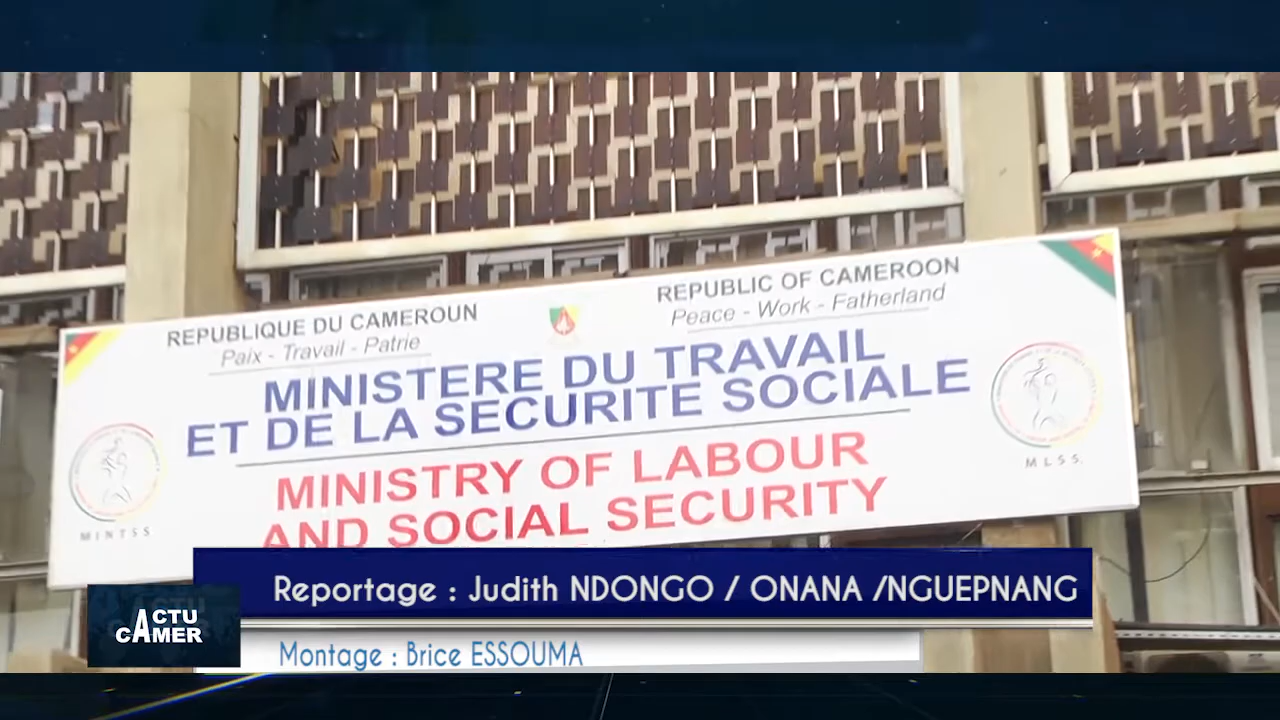 REPUBLIQUE DU CAMEROUN
Paix - Travail - Patrie
REPUBLIC OF CAMEROON
Peace - Work - Fatherland
MINISTERE DU TRAVAIL
ET DE LA SECURITE SOCIALE
MINISTRY OF LABOUR
AND SOCIAL SECURITY
MINTSS
M L S S.
Reportage : Judith NDONGO / ONANA /NGUEPNANG
ACTU
CAMER
Montage : Brice ESSOUMA